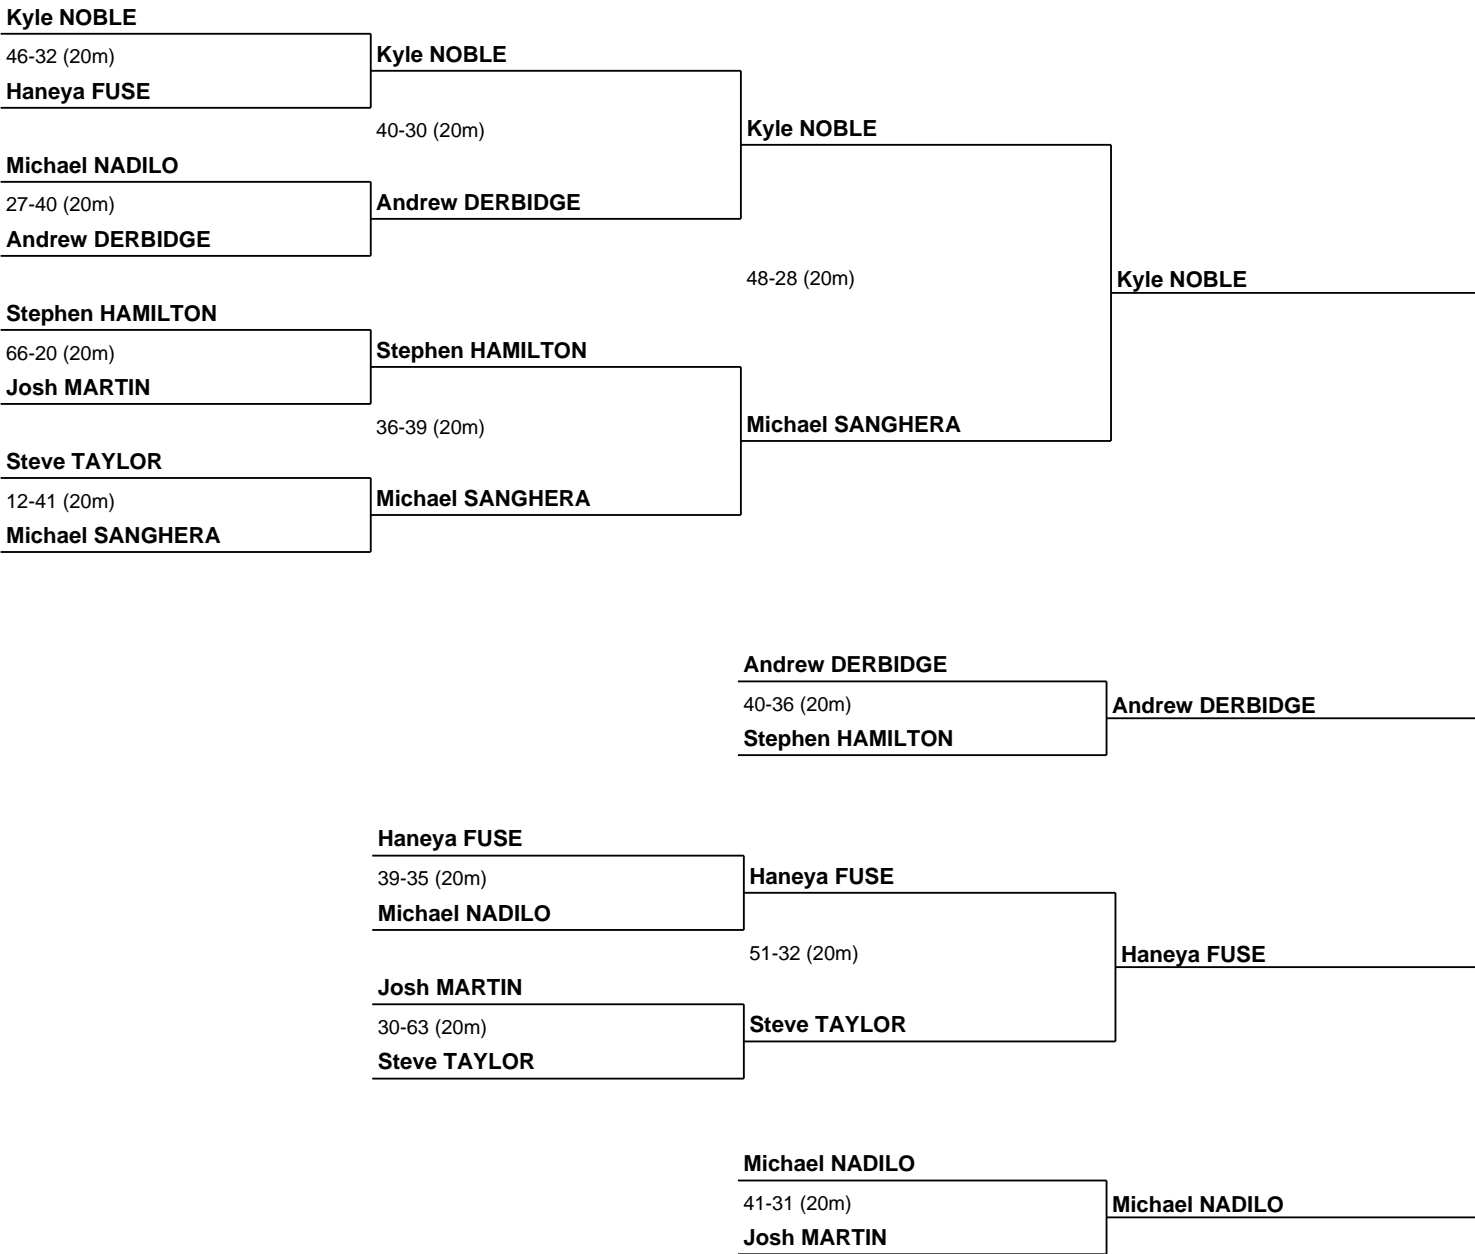 Kyle NOBLE
46-32 (20m)
Kyle NOBLE
Haneya FUSE
40-30 (20m)
Kyle NOBLE
Michael NADILO
27-40 (20m)
Andrew DERBIDGE
Andrew DERBIDGE
48-28 (20m)
Kyle NOBLE
Stephen HAMILTON
66-20 (20m)
Stephen HAMILTON
Josh MARTIN
36-39 (20m)
Michael SANGHERA
Steve TAYLOR
12-41 (20m)
Michael SANGHERA
Michael SANGHERA
Andrew DERBIDGE
40-36 (20m)
Andrew DERBIDGE
Stephen HAMILTON
Haneya FUSE
39-35 (20m)
Haneya FUSE
Michael NADILO
51-32 (20m)
Haneya FUSE
Josh MARTIN
30-63 (20m)
Steve TAYLOR
Steve TAYLOR
Michael NADILO
41-31 (20m)
Michael NADILO
Josh MARTIN